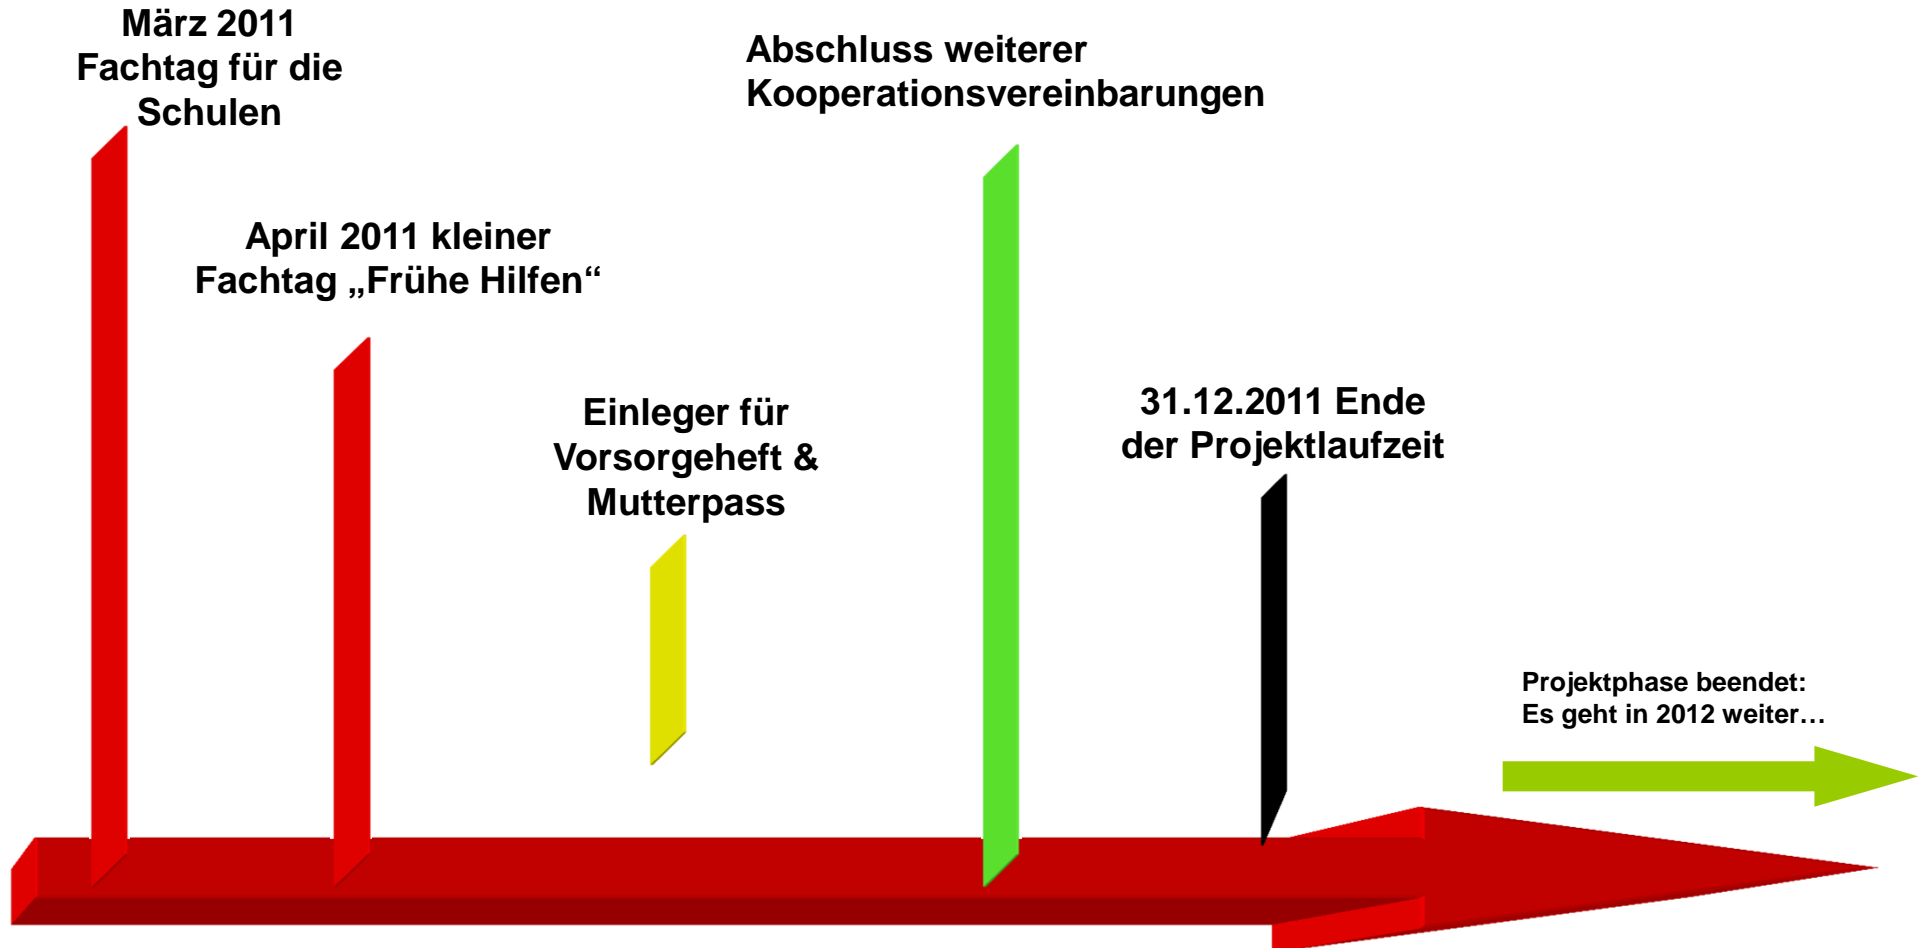 März 2011
Fachtag für die
Schulen
Abschluss weiterer
Kooperationsvereinbarungen
April 2011 kleiner
Fachtag „Frühe Hilfen“
Einleger für
Vorsorgeheft &
Mutterpass
31.12.2011 Ende
der Projektlaufzeit
Projektphase beendet:
Es geht in 2012 weiter…